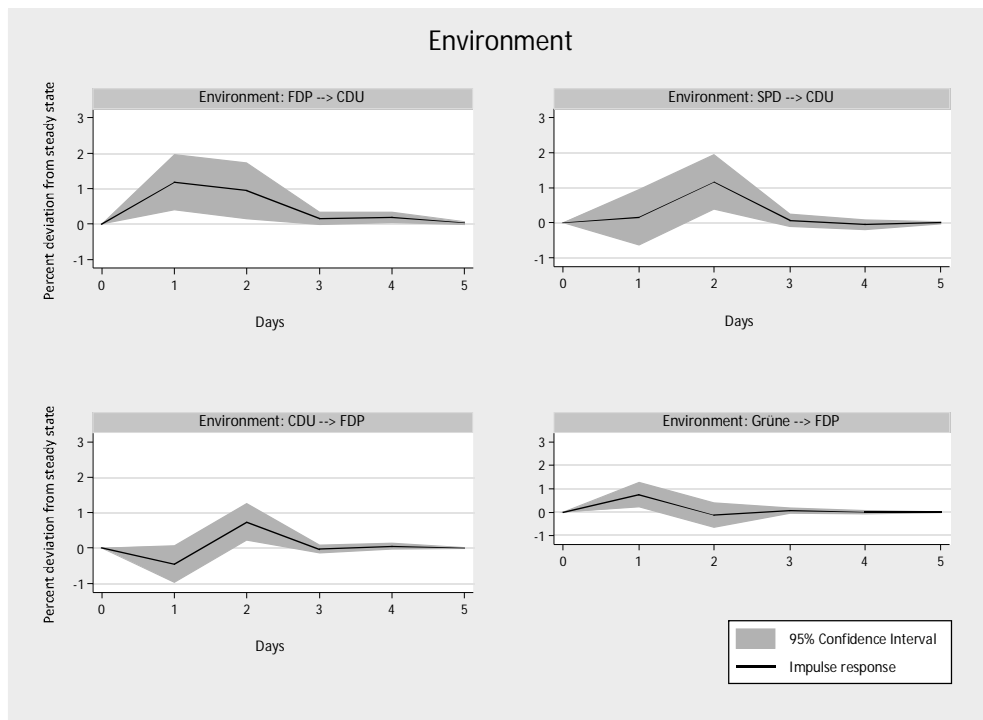 Environment
Environment: FDP --> CDU
Percent deviation from steady state
3
2
1
0
-1
0 1 2 3 4 5
Days
Environment: SPD --> CDU
3
2
1
0
-1
0 1 2 3 4 5
Days
Environment: CDU --> FDP
Percent deviation from steady state
3
2
1
0
-1
0 1 2 3 4 5
Days
Environment: Grüne --> FDP
3
2
1
0
-1
0 1 2 3 4 5
95% Confidence Interval
Impulse response